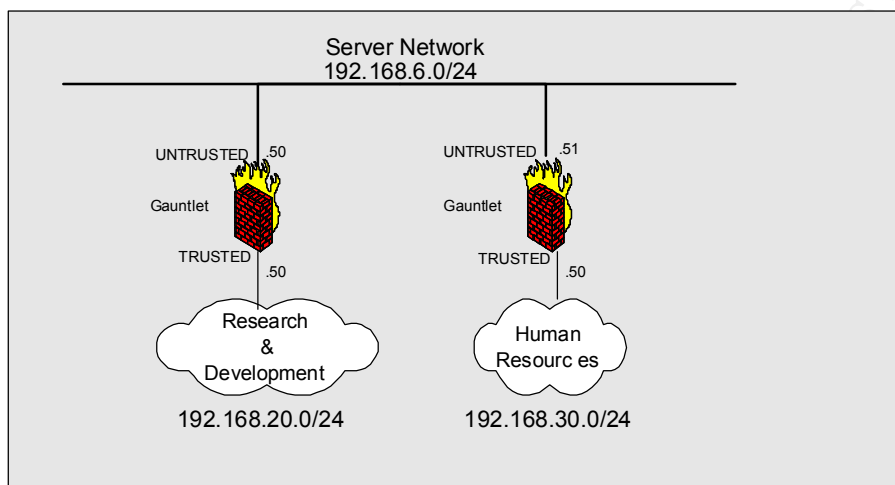 Server Network
192.168.6.0/24
UNTRUSTED .50
UNTRUSTED .51
Gauntlet
Gauntlet
TRUSTED .50
TRUSTED .50
Research
&
Development
Human
Resourc es
192.168.20.0/24
192.168.30.0/24